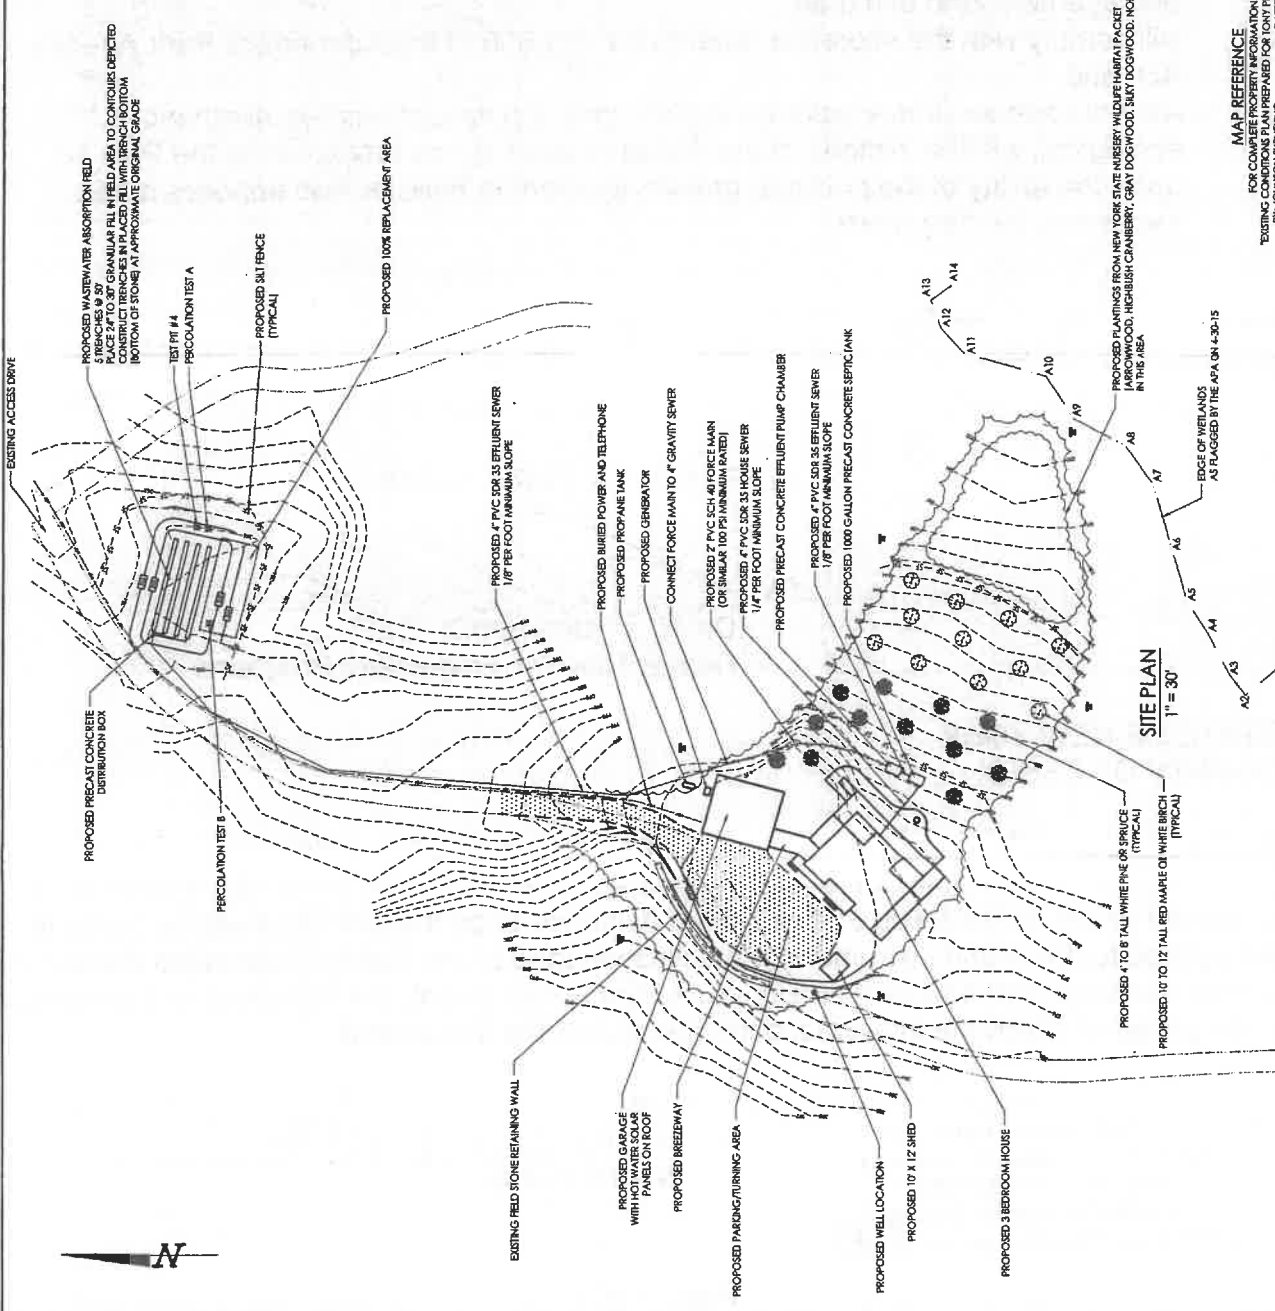 EXISTING ACCESS DRIVE
PROPOSED WASTEWATER ABSORPTION FIELD
5 TRENCHES @ 50'
PLACE 24" TO 30" GRANULAR FILL IN FIELD AREA TO CONTOURS DEPICTED
CONSTRUCT TRENCHES IN PLACED FILL WITH TRENCH BOTTOM
(BOTTOM OF STONE) AT APPROXIMATE ORIGINAL GRADE
TEST PIT #4
PERCOLATION TEST A
PROPOSED SILT FENCE
(TYPICAL)
PROPOSED 100% REPLACEMENT AREA
PROPOSED PRECAST CONCRETE
DISTRIBUTION BOX
PERCOLATION TEST B
PROPOSED 4" PVC SDR 35 EFFLUENT SEWER
1/8" PER FOOT MINIMUM SLOPE
PROPOSED BURIED POWER AND TELEPHONE
PROPOSED PROPANE TANK
PROPOSED GENERATOR
CONNECT FORCE MAIN TO 4" GRAVITY SEWER
PROPOSED 2" PVC SCH 40 FORCE MAIN
(OR SIMILAR 100 PSI MINIMUM RATED)
PROPOSED 4" PVC SDR 35 HOUSE SEWER
1/4" PER FOOT MINIMUM SLOPE
PROPOSED PRECAST CONCRETE EFFLUENT PUMP CHAMBER
PROPOSED 4" PVC SDR 35 EFFLUENT SEWER
1/8" PER FOOT MINIMUM SLOPE
PROPOSED 1000 GALLON PRECAST CONCRETE SEPTIC TANK
EXISTING FIELD STONE RETAINING WALL
PROPOSED GARAGE
WITH HOT WATER SOLAR
PANELS ON ROOF
PROPOSED BREEZEWAY
PROPOSED PARKING/TURNING AREA
PROPOSED WELL LOCATION
PROPOSED 10' X 12' SHED
PROPOSED 3 BEDROOM HOUSE
PROPOSED 4' TO 8' TALL WHITE PINE OR SPRUCE
(TYPICAL)
PROPOSED 10' TO 12' TALL RED MAPLE OR WHITE BIRCH
(TYPICAL)
PROPOSED PLANTINGS FROM NEW YORK STATE NURSERY WILDLIFE HABITAT PACKET
(ARROWWOOD, HIGHBUSH CRANBERRY, GRAY DOGWOOD, SILKY DOGWOOD,
IN THIS AREA
EDGE OF WETLANDS
AS FLAGGED BY THE APA ON 4-30-15
A14
A13
A12
A11
A10
A9
A8
A7
A6
A5
A4
A3
A2
SITE PLAN
1" = 30'
MAP REFERENCE
FOR COMPLETE PROPERTY INFORMATION
"EXISTING CONDITIONS PLAN PREPARED FOR TONY
N